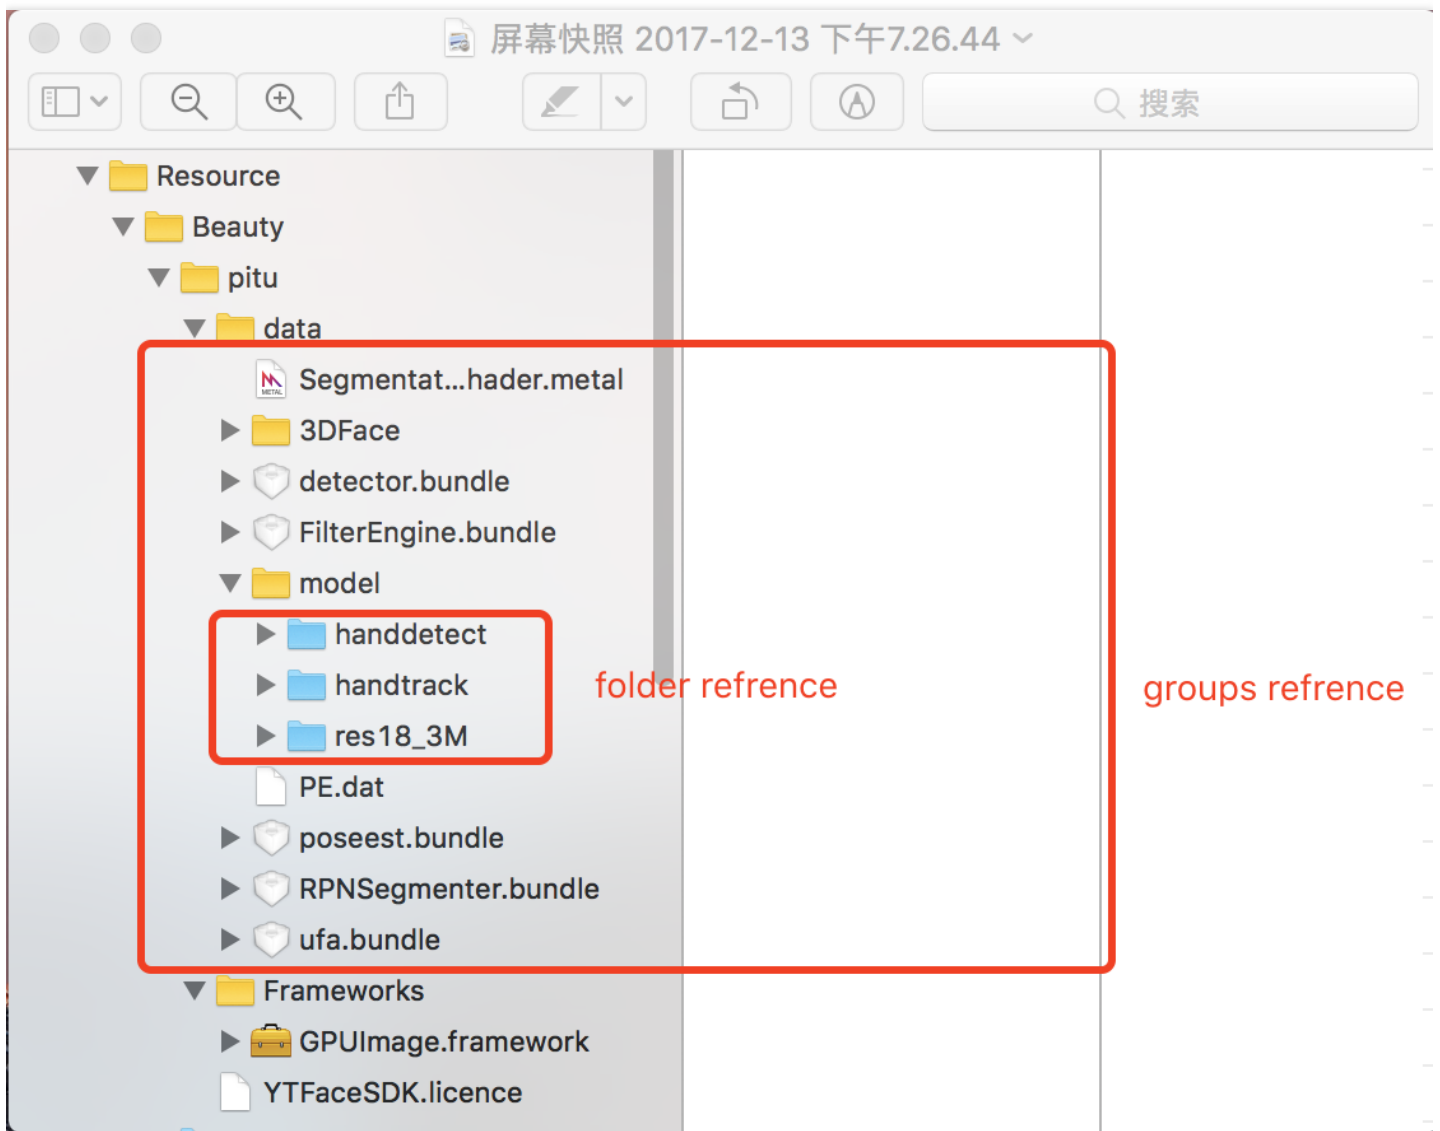 屏幕快照 2017-12-13 下午7.26.44
搜索
Resource
Beauty
pitu
data
METAL
Segmentat...hader.metal
3DFace
detector.bundle
FilterEngine.bundle
model
handdetect
handtrack
folder refrence
groups refrence
res18_3M
PE.dat
poseest.bundle
RPNSegmenter.bundle
ufa.bundle
Frameworks
GPUImage.framework
YTFaceSDK.licence